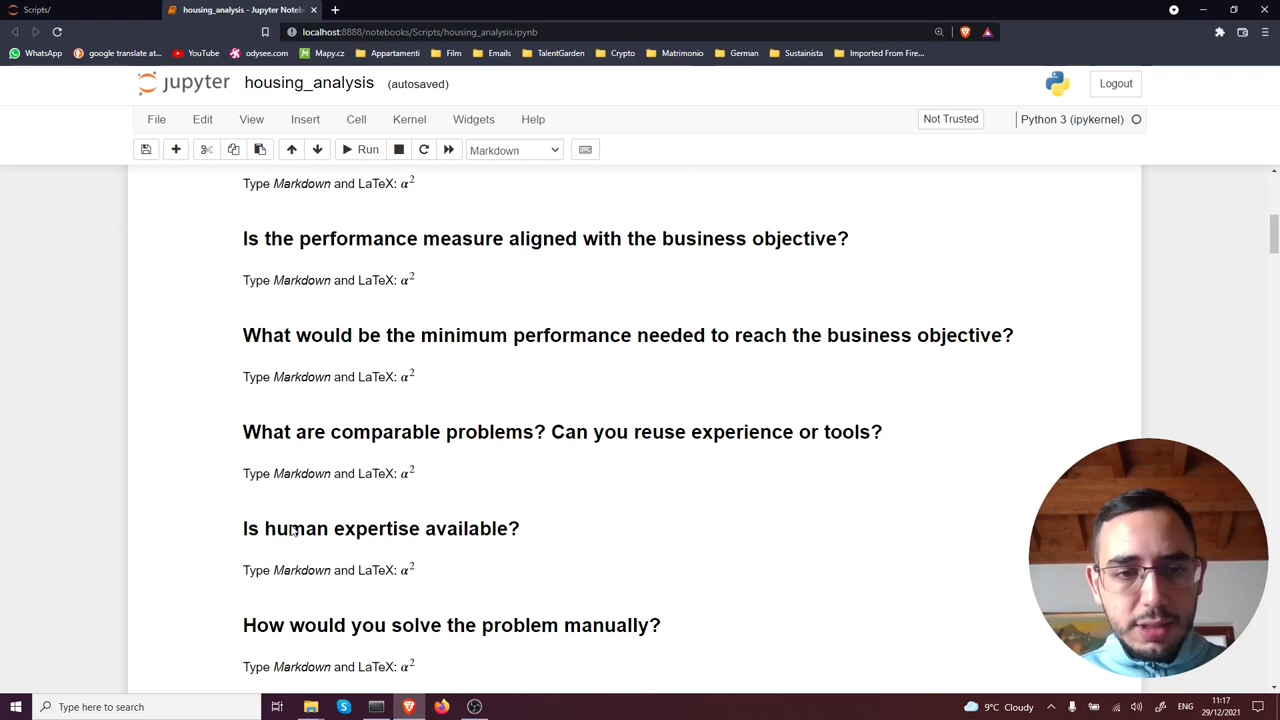 Scripts/
housing_analysis - Jupyter Noteb
localhost:8888/notebooks/Scripts/housing_analysis.ipynb
WhatsApp google translate at... YouTube odysee.com Mapy.cz Appartamenti Film Emails TalentGarden Crypto Matrimonio German Sustainista Imported From Fire...
jupyter housing_analysis (autosaved) Logout
File Edit View Insert Cell Kernel Widgets Help Not Trusted Python 3 (ipykernel)
Run Markdown
Type Markdown and LaTeX: α²
Is the performance measure aligned with the business objective?
Type Markdown and LaTeX: α²
What would be the minimum performance needed to reach the business objective?
Type Markdown and LaTeX: α²
What are comparable problems? Can you reuse experience or tools?
Type Markdown and LaTeX: α²
Is human expertise available?
Type Markdown and LaTeX: α²
How would you solve the problem manually?
Type Markdown and LaTeX: α²
Type here to search
9°C Cloudy
ENG
11:17
29/12/2021